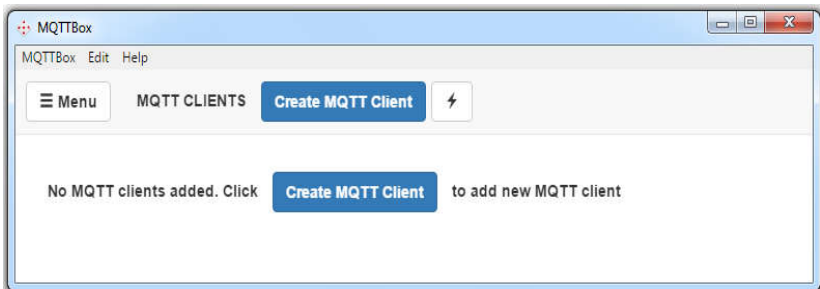 MQTTBox
MQTTBox Edit Help
Menu MQTT CLIENTS Create MQTT Client
No MQTT clients added. Click Create MQTT Client to add new MQTT client